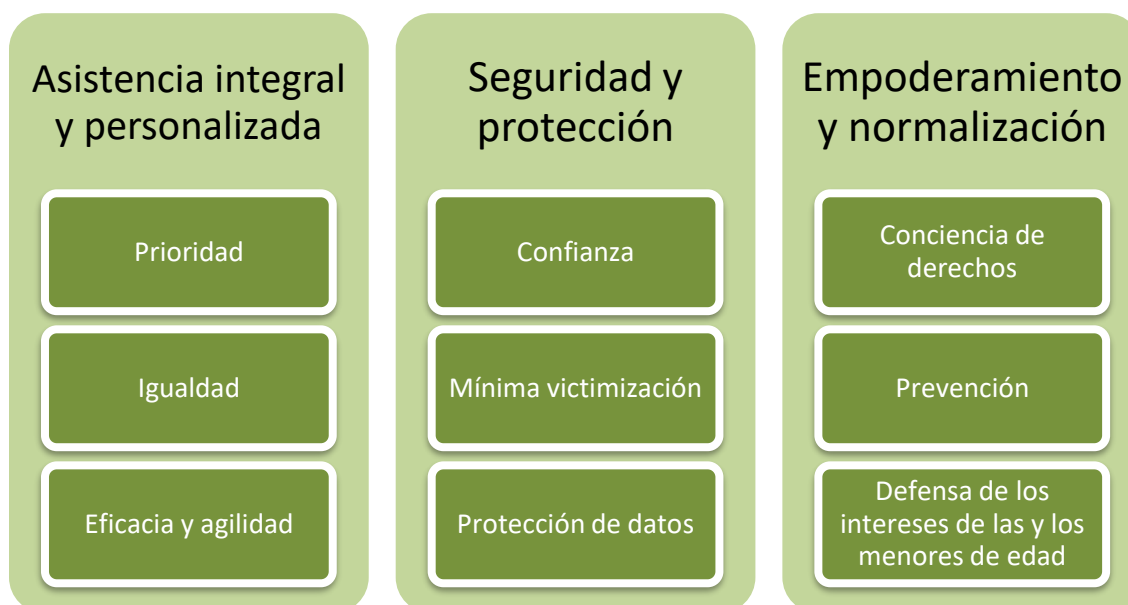 Asistencia integral
y personalizada
Prioridad
Igualdad
Eficacia y agilidad
Seguridad y
protección
Confianza
Mínima victimización
Protección de datos
Empoderamiento
y normalización
Conciencia de
derechos
Prevención
Defensa de los
intereses de las y los
menores de edad